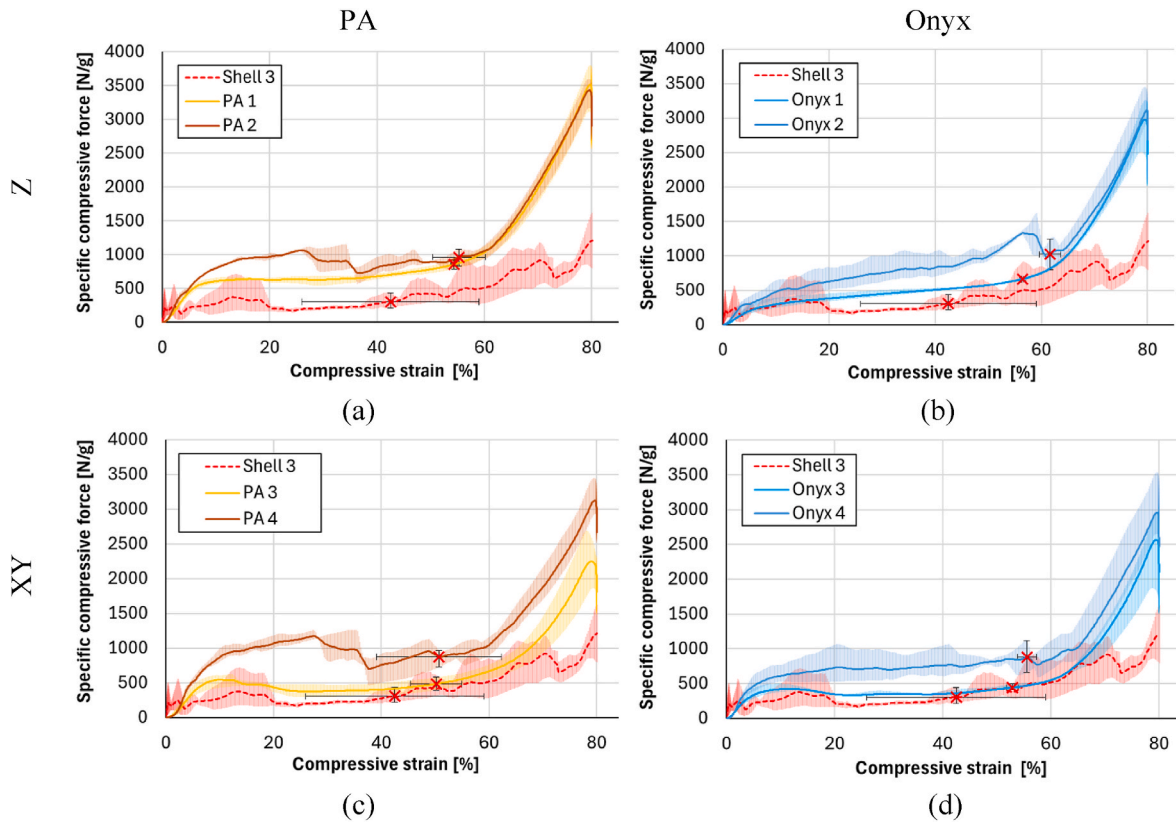 PA
Onyx
Z
Specific compressive force [N/g]
4000
3500
3000
2500
2000
1500
1000
500
0
Shell 3
PA 1
PA 2
0 20 40 60 80
Compressive strain [%]
(a)
Specific compressive force [N/g]
4000
3500
3000
2500
2000
1500
1000
500
0
Shell 3
Onyx 1
Onyx 2
0 20 40 60 80
Compressive strain [%]
(b)
XY
Specific compressive force [N/g]
4000
3500
3000
2500
2000
1500
1000
500
0
Shell 3
PA 3
PA 4
0 20 40 60 80
Compressive strain [%]
(c)
Specific compressive force [N/g]
4000
3500
3000
2500
2000
1500
1000
500
0
Shell 3
Onyx 3
Onyx 4
0 20 40 60 80
Compressive strain [%]
(d)